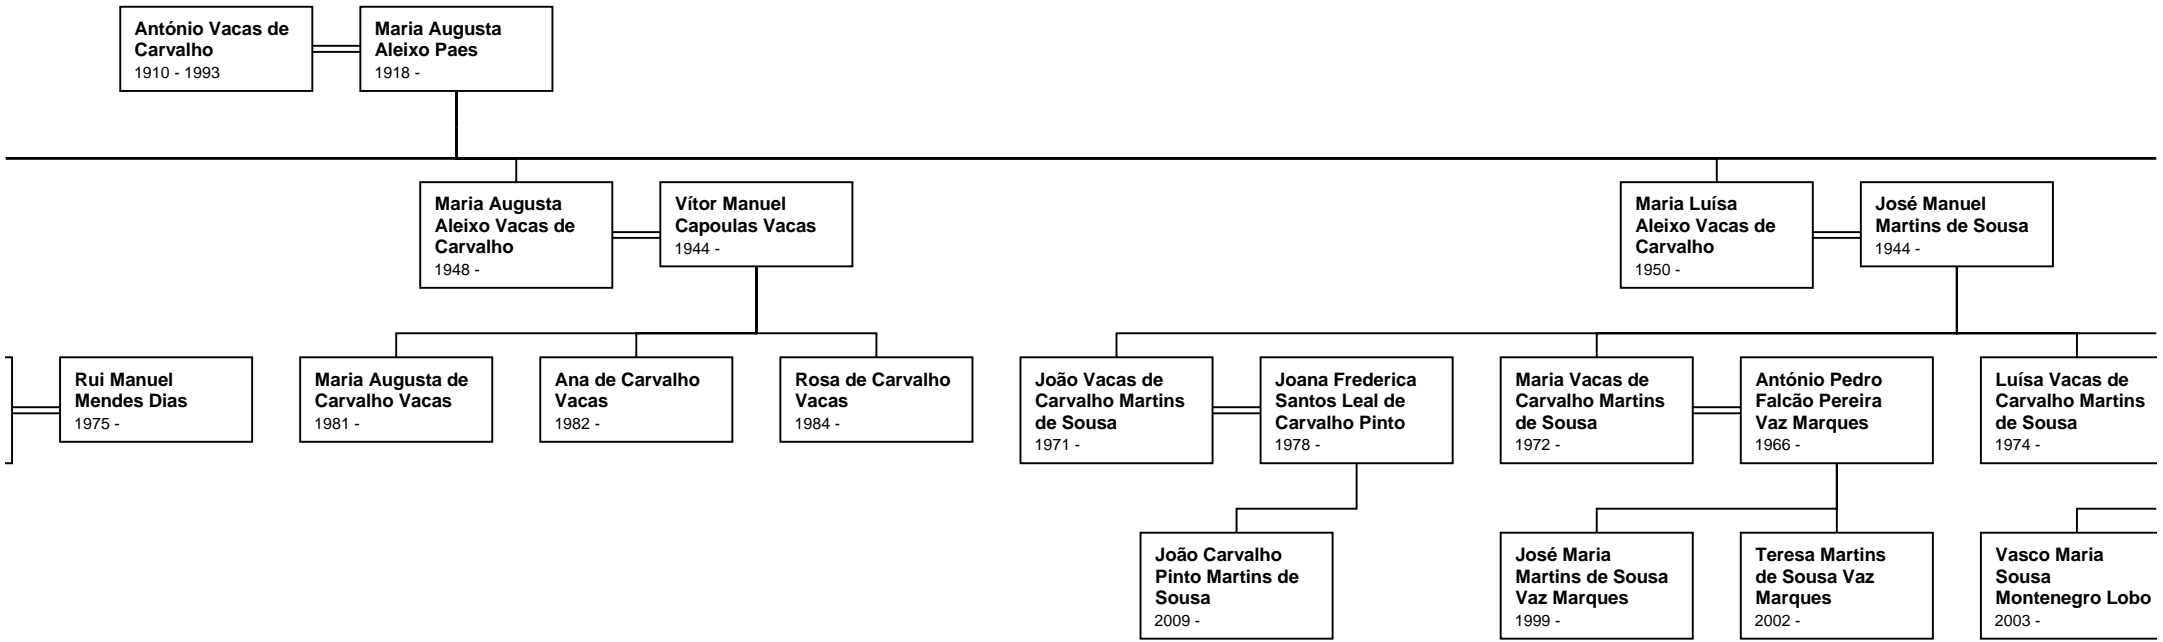 António Vacas de
Carvalho
1910 - 1993
Maria Augusta
Aleixo Paes
1918 -
Maria Augusta
Aleixo Vacas de
Carvalho
1948 -
Vítor Manuel
Capoulas Vacas
1944 -
Maria Luísa
Aleixo Vacas de
Carvalho
1950 -
José Manuel
Martins de Sousa
1944 -
Rui Manuel
Mendes Dias
1975 -
Maria Augusta de
Carvalho Vacas
1981 -
Ana de Carvalho
Vacas
1982 -
Rosa de Carvalho
Vacas
1984 -
João Vacas de
Carvalho Martins
de Sousa
1971 -
Joana Frederica
Santos Leal de
Carvalho Pinto
1978 -
Maria Vacas de
Carvalho Martins
de Sousa
1972 -
António Pedro
Falcão Pereira
Vaz Marques
1966 -
Luísa Vacas de
Carvalho Martins
de Sousa
1974 -
João Carvalho
Pinto Martins de
Sousa
2009 -
José Maria
Martins de Sousa
Vaz Marques
1999 -
Teresa Martins
de Sousa Vaz
Marques
2002 -
Vasco Maria
Sousa
Montenegro Lobo
2003 -